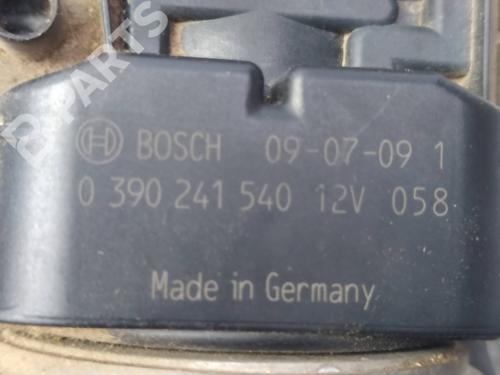 B-PARTS
BOSCH 09-07-09 1
0 390 241 540 12V 058
Made in Germany